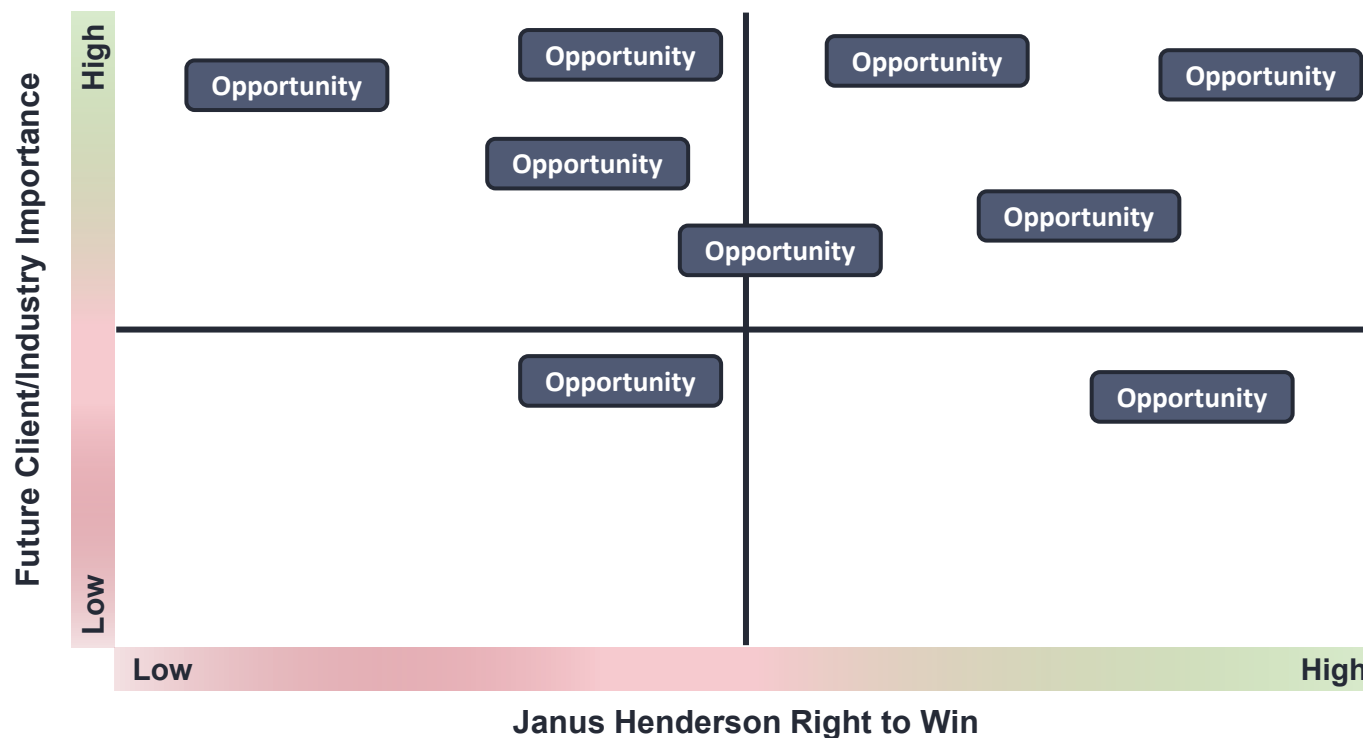 Future Client/Industry Importance
High
Low
Opportunity
Opportunity
Opportunity
Opportunity
Opportunity
Opportunity
Opportunity
Opportunity
Opportunity
Low
High
Janus Henderson Right to Win